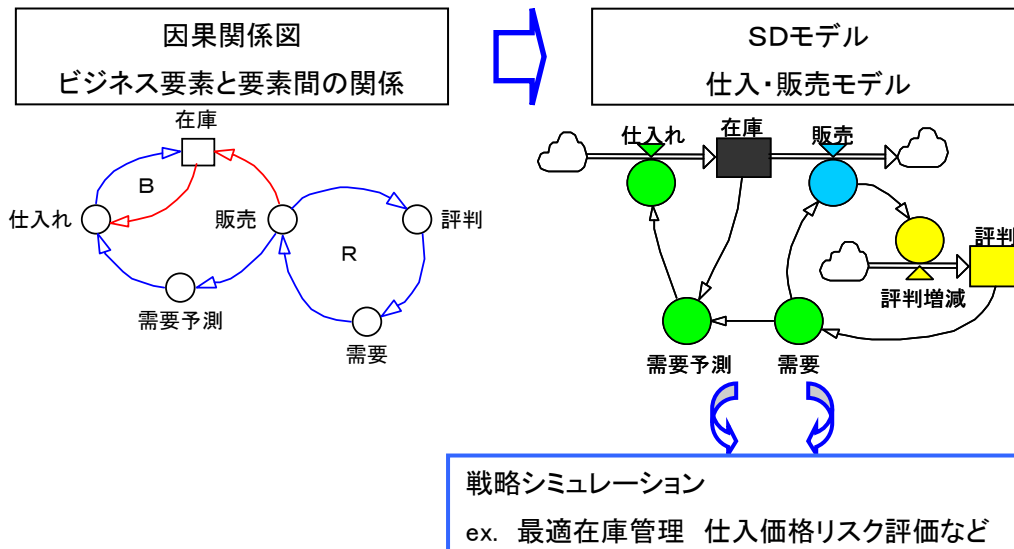 因果関係図
ビジネス要素と要素間の関係
SDモデル
仕入・販売モデル
在庫
B
仕入れ
販売
評判
R
需要予測
需要
仕入れ
在庫
販売
評判
評判増減
需要予測
需要
戦略シミュレーション
ex. 最適在庫管理 仕入価格リスク評価など